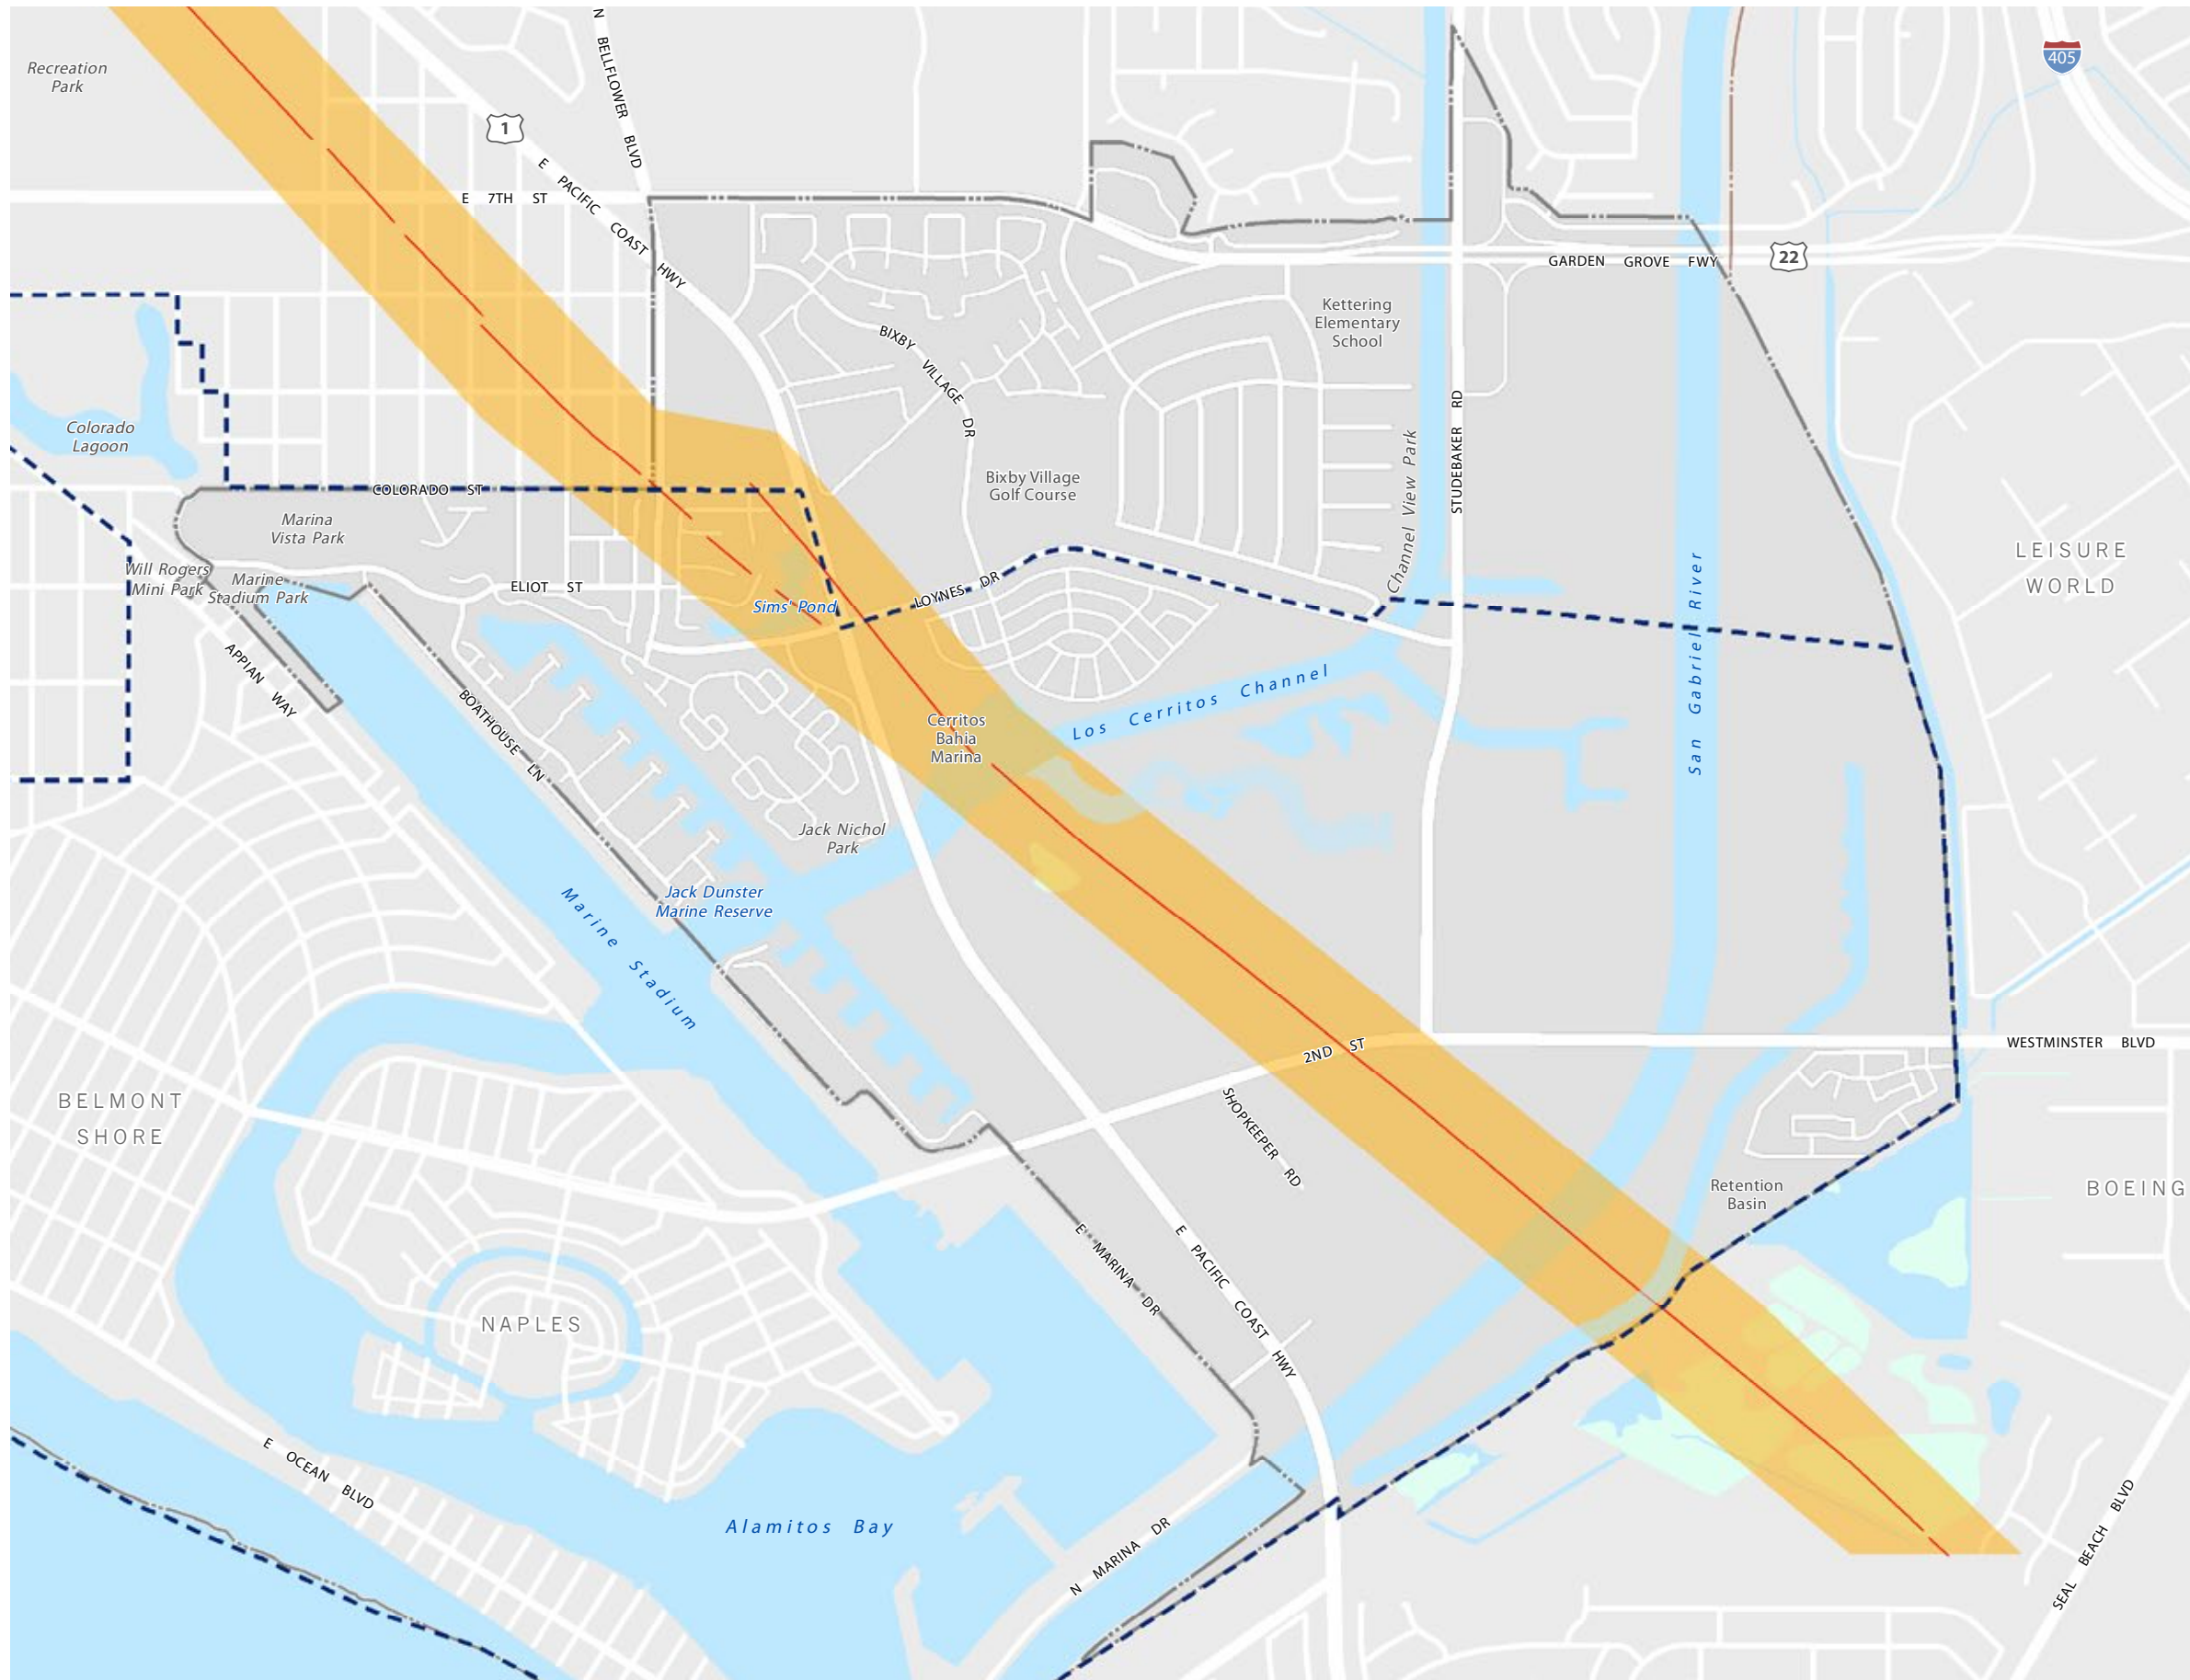 N BELLFLOWER BLVD
405
Recreation
Park
1
E PACIFIC COAST HWY
E 7TH ST
GARDEN GROVE FWY
22
Kettering
Elementary
School
BIXBY VILLAGE DR
STUDEBAKER RD
Colorado
Lagoon
Channel View Park
Bixby Village
Golf Course
COLORADO ST
Marina
Vista Park
LEISURE
WORLD
Will Rogers
Mini Park
Marine
Stadium Park
ELIOT ST
LOYNES DR
Sims' Pond
San Gabriel River
APPIAN WAY
BOATHOUSE LN
Los Cerritos Channel
Cerritos
Bahia
Marina
Jack Nichol
Park
Jack Dunster
Marine Reserve
Marine Stadium
2ND ST
WESTMINSTER BLVD
BELMONT
SHORE
SHOPKEEPER RD
Retention
Basin
BOEING
E MARINA DR
E PACIFIC COAST HWY
NAPLES
E OCEAN BLVD
Alamitos Bay
N MARINA DR
SEAL BEACH BLVD